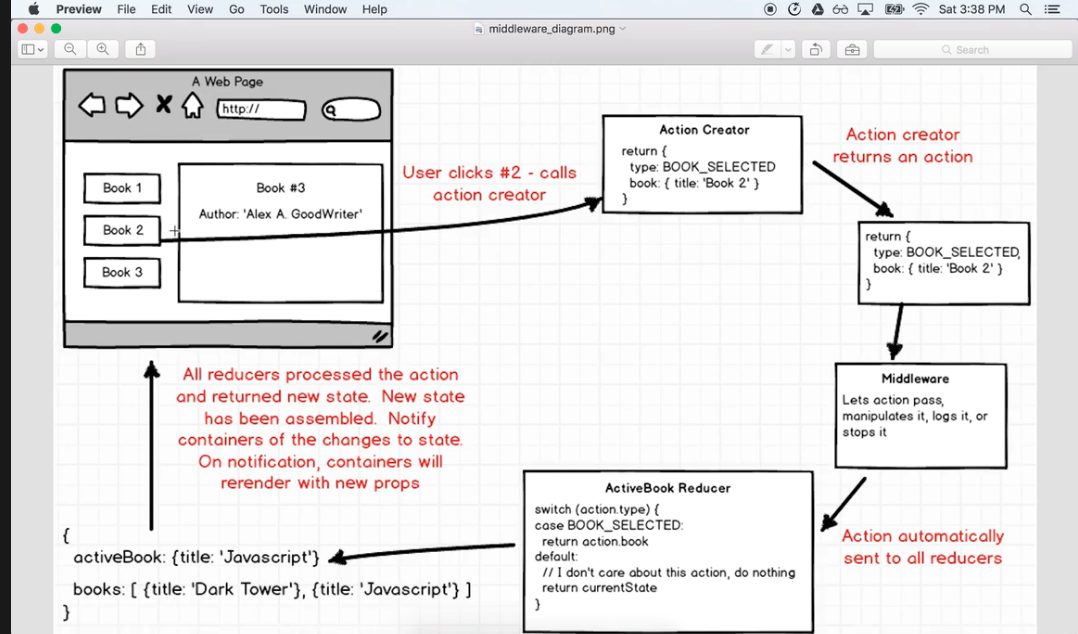 Preview File Edit View Go Tools Window Help Sat 3:38 PM
middleware_diagram.png
Search
A Web Page
http://
Book 1
Book 2
Book 3
Book #3
Author: 'Alex A. GoodWriter'
User clicks #2 - calls
action creator
Action Creator
return {
type: BOOK_SELECTED
book: { title: 'Book 2' }
}
Action creator
returns an action
return {
type: BOOK_SELECTED,
book: { title: 'Book 2' }
}
Middleware
Lets action pass,
manipulates it, logs it, or
stops it
Action automatically
sent to all reducers
ActiveBook Reducer
switch (action.type) {
case BOOK_SELECTED:
return action.book
default:
// I don't care about this action, do nothing
return currentState
}
{
activeBook: {title: 'Javascript'}
books: [ {title: 'Dark Tower'}, {title: 'Javascript'} ]
}
All reducers processed the action
and returned new state. New state
has been assembled. Notify
containers of the changes to state.
On notification, containers will
rerender with new props